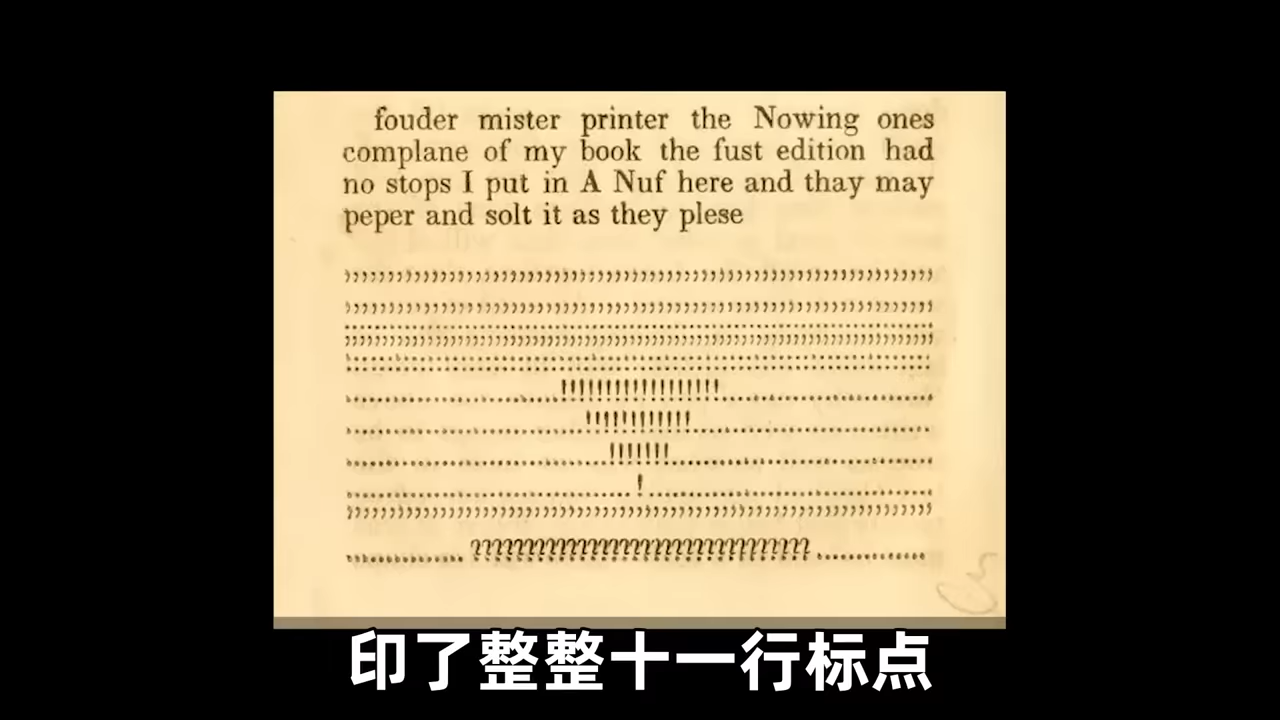 fouder mister printer the Nowing ones
complane of my book the fust edition had
no stops I put in A Nuf here and thay may
peper and solt it as they plese
,,,,,,,,,,,,,,,,,,,,,,,,,,,,,,,,,,,,,,,,,,,,,,,,,,,,,,,,,,,,,,,,,,,,,,,,
,,,,,,,,,,,,,,,,,,,,,,,,,,,,,,,,,,,,,,,,,,,,,,,,,,,,,,,,,,,,,,,,,,,,,,,,
;;;;;;;;;;;;;;;;;;;;;;;;;;;;;;;;;;;;;;;;;;;;;;;;;;;;;;;;;;;;;;;;;;;;;;;;
::::::::::::::::::::::::::::::::::::::::::::::::::::::::::::::::::::::::
..........................!!!!!!!!!!!!!!!!!!..........................
.............................!!!!!!!!!!!!.............................
................................!!!!!!!................................
...................................!...................................
,,,,,,,,,,,,,,,,,,,,,,,,,,,,,,,,,,,,,,,,,,,,,,,,,,,,,,,,,,,,,,,,,,,,,,,,
..............???????????????????????????????..............
印了整整十一行标点